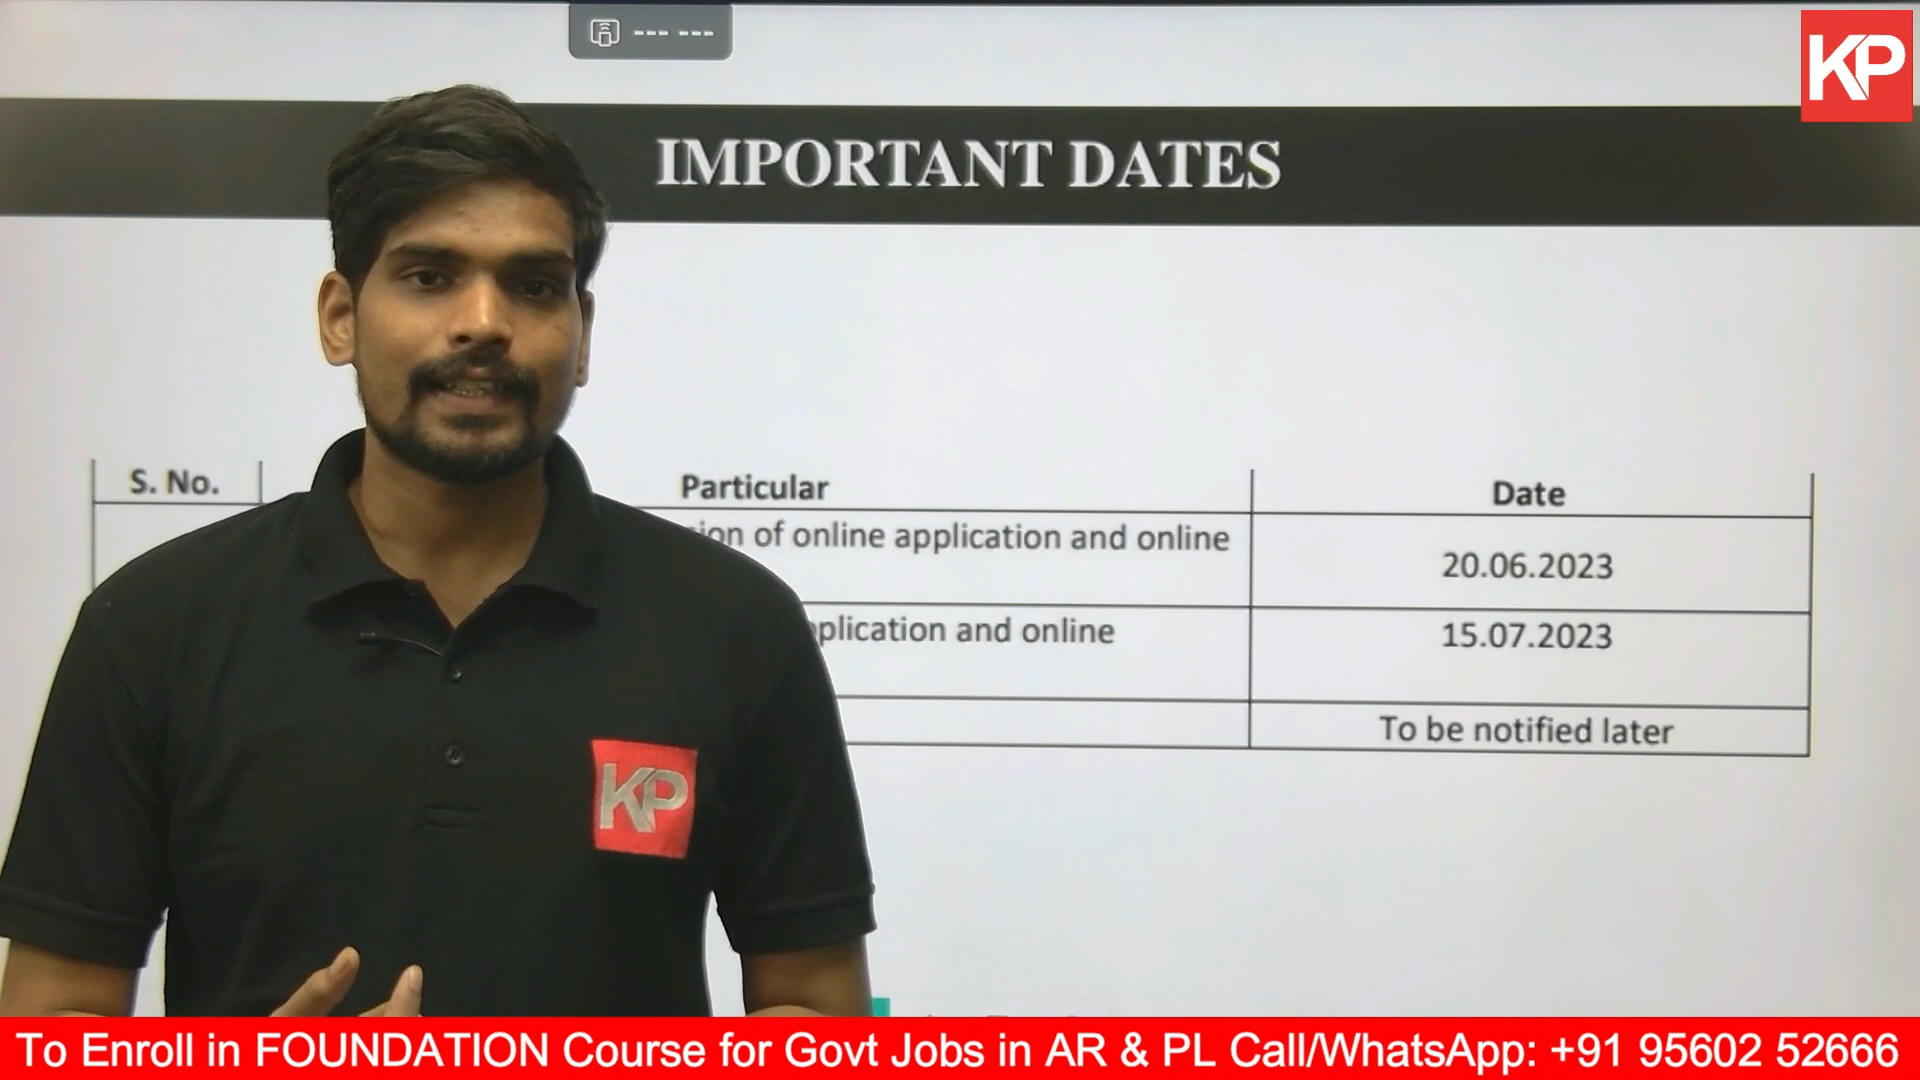 --- ---
KP
IMPORTANT DATES
S. No. Particular Date
of online application and online
20.06.2023
and online 15.07.2023
To be notified later
KP
To Enroll in FOUNDATION Course for Govt Jobs in AR & PL Call/WhatsApp: +91 95602 52666